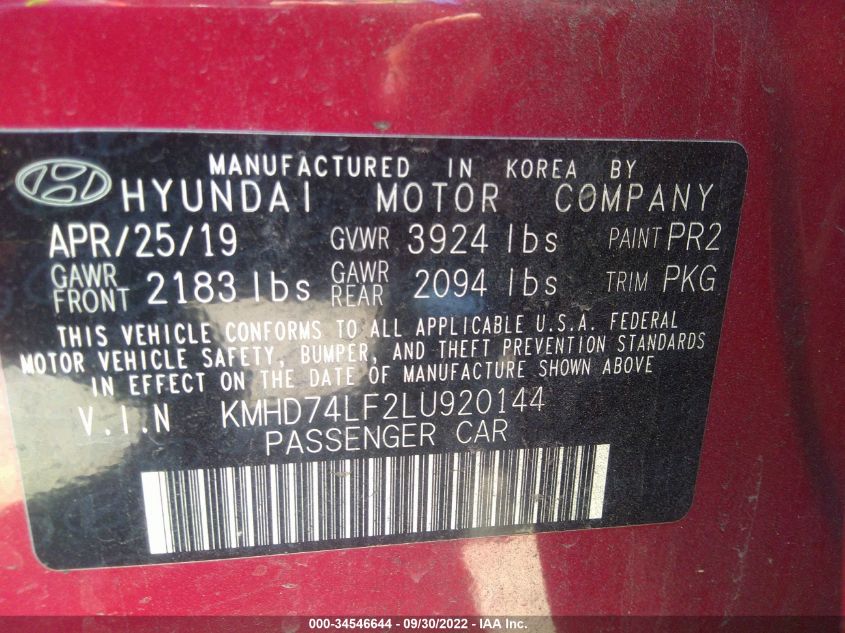 MANUFACTURED IN KOREA BY
HYUNDAI MOTOR COMPANY
APR/25/19 GVWR 3924 lbs PAINT PR2
GAWR FRONT 2183 lbs GAWR REAR 2094 lbs TRIM PKG
THIS VEHICLE CONFORMS TO ALL APPLICABLE U.S.A. FEDERAL
MOTOR VEHICLE SAFETY, BUMPER, AND THEFT PREVENTION STANDARDS
IN EFFECT ON THE DATE OF MANUFACTURE SHOWN ABOVE
V.I.N KMHD74LF2LU920144
PASSENGER CAR
000-34546644 - 09/30/2022 - IAA Inc.